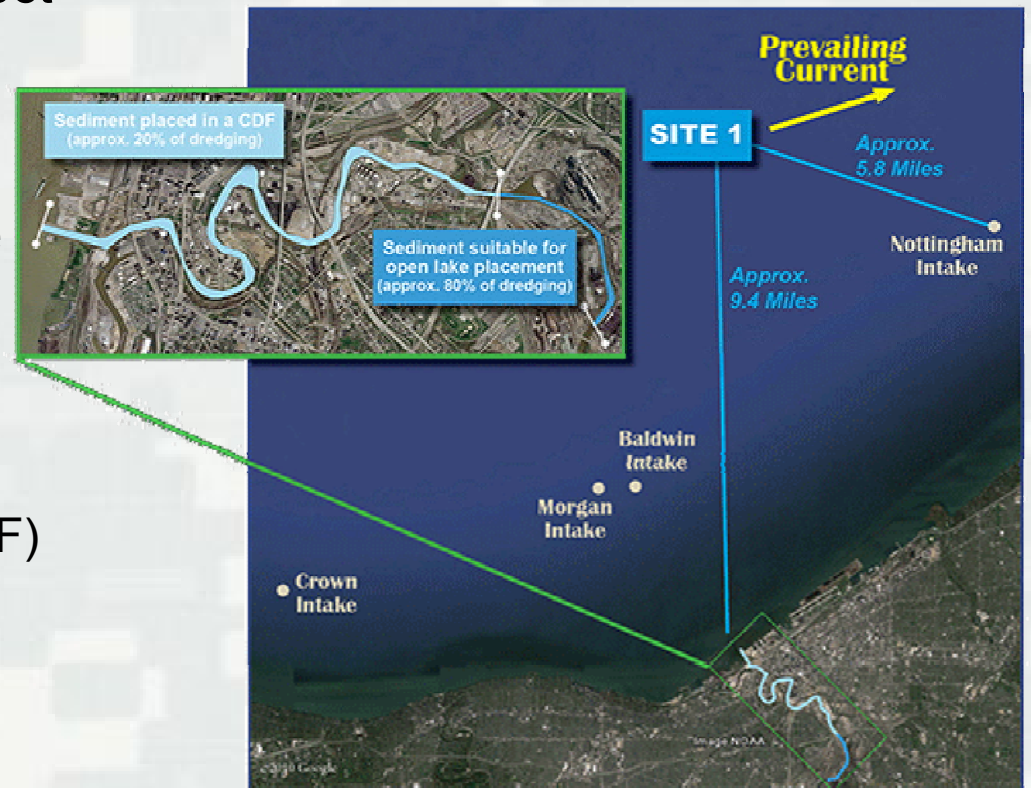 Prevailing
Current
Sediment placed in a CDF
(approx. 20% of dredging)
SITE 1
Approx.
5.8 Miles
Nottingham
Intake
Sediment suitable for
open lake placement
(approx. 80% of dredging)
Approx.
9.4 Miles
Baldwin
Intake
Morgan
Intake
F)
Crown
Intake
Image NOAA
Google